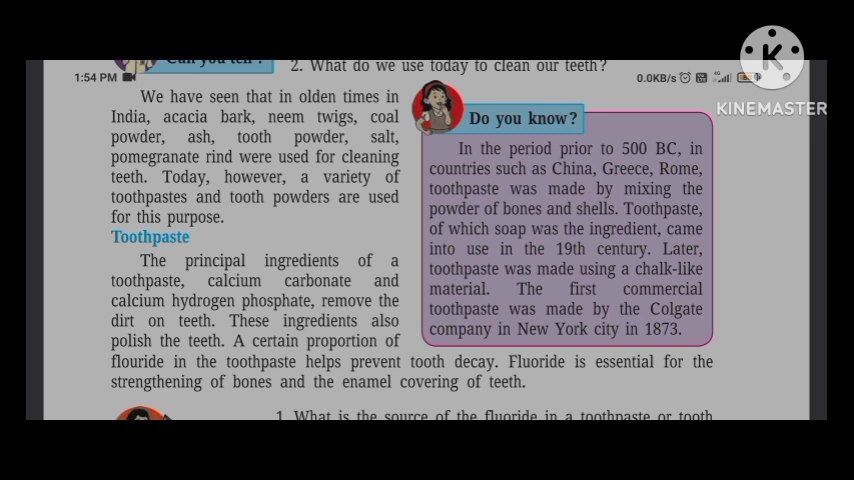 Can you tell ?
2. What do we use today to clean our teeth?
1:54 PM
0.0KB/s
4G
KINEMASTER
We have seen that in olden times in
India, acacia bark, neem twigs, coal
powder, ash, tooth powder, salt,
pomegranate rind were used for cleaning
teeth. Today, however, a variety of
toothpastes and tooth powders are used
for this purpose.
Toothpaste
The principal ingredients of a
toothpaste, calcium carbonate and
calcium hydrogen phosphate, remove the
dirt on teeth. These ingredients also
polish the teeth. A certain proportion of
flouride in the toothpaste helps prevent tooth decay. Fluoride is essential for the
strengthening of bones and the enamel covering of teeth.
Do you know?
In the period prior to 500 BC, in
countries such as China, Greece, Rome,
toothpaste was made by mixing the
powder of bones and shells. Toothpaste,
of which soap was the ingredient, came
into use in the 19th century. Later,
toothpaste was made using a chalk-like
material. The first commercial
toothpaste was made by the Colgate
company in New York city in 1873.
1. What is the source of the fluoride in a toothpaste or tooth